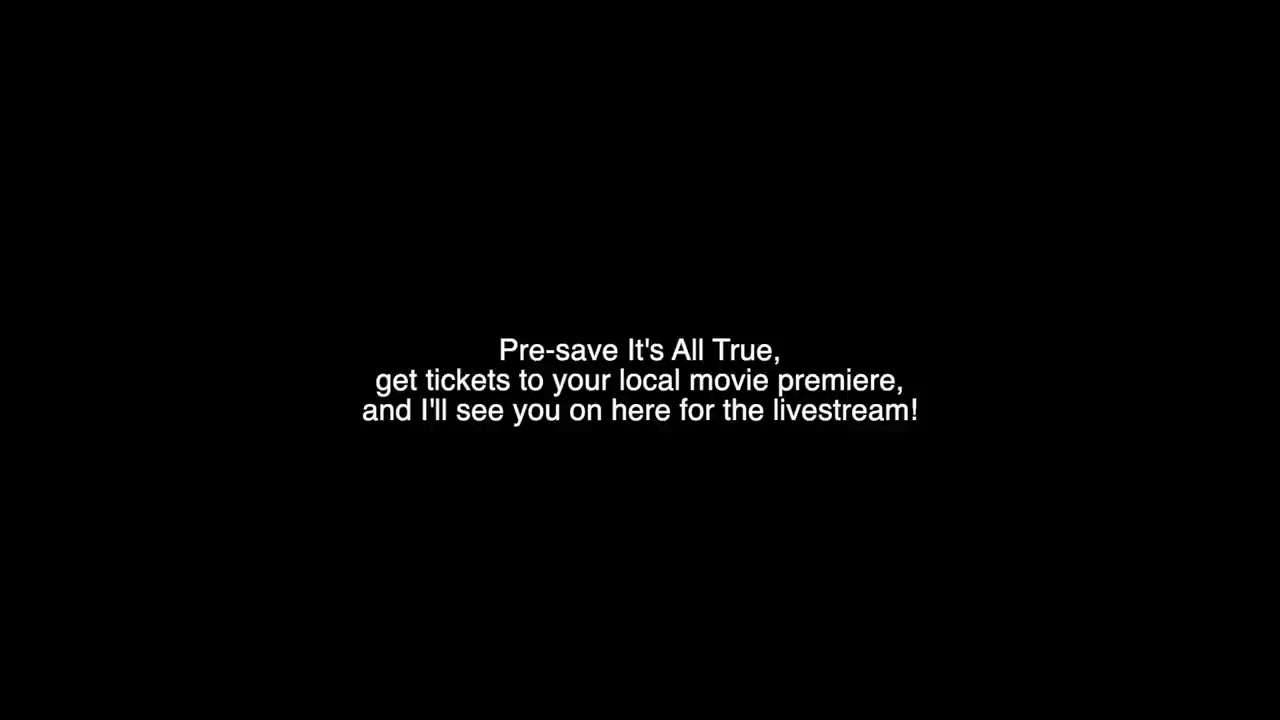 Pre-save It's All True,
get tickets to your local movie premiere,
and I'll see you on here for the livestream!